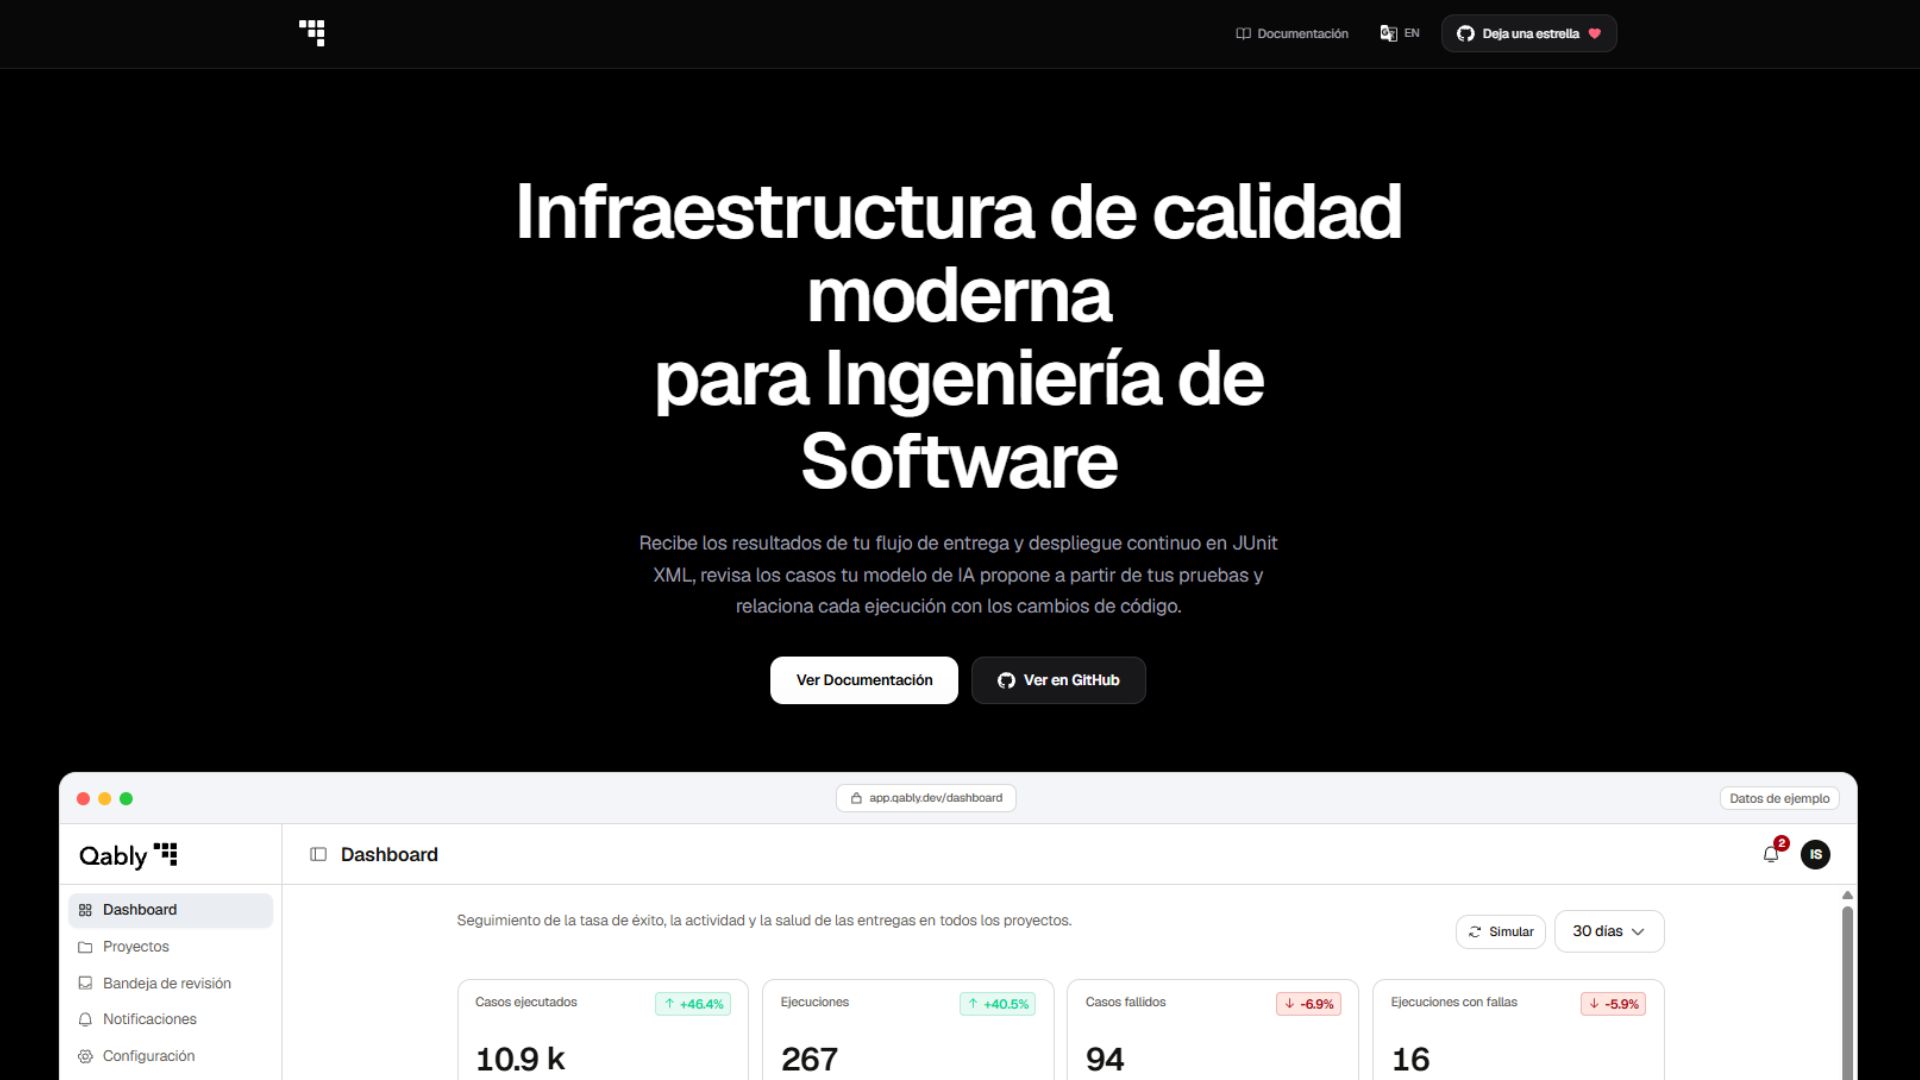 Documentación
EN
Deja una estrella
Infraestructura de calidad
moderna
para Ingeniería de
Software
Recibe los resultados de tu flujo de entrega y despliegue continuo en JUnit
XML, revisa los casos tu modelo de IA propone a partir de tus pruebas y
relaciona cada ejecución con los cambios de código.
Ver Documentación
Ver en GitHub
app.qably.dev/dashboard
Datos de ejemplo
Qably
Dashboard
2
IS
Dashboard
Proyectos
Bandeja de revisión
Notificaciones
Configuración
Seguimiento de la tasa de éxito, la actividad y la salud de las entregas en todos los proyectos.
Simular
30 días
Casos ejecutados
+46.4%
10.9 k
Ejecuciones
+40.5%
267
Casos fallidos
-6.9%
94
Ejecuciones con fallas
-5.9%
16